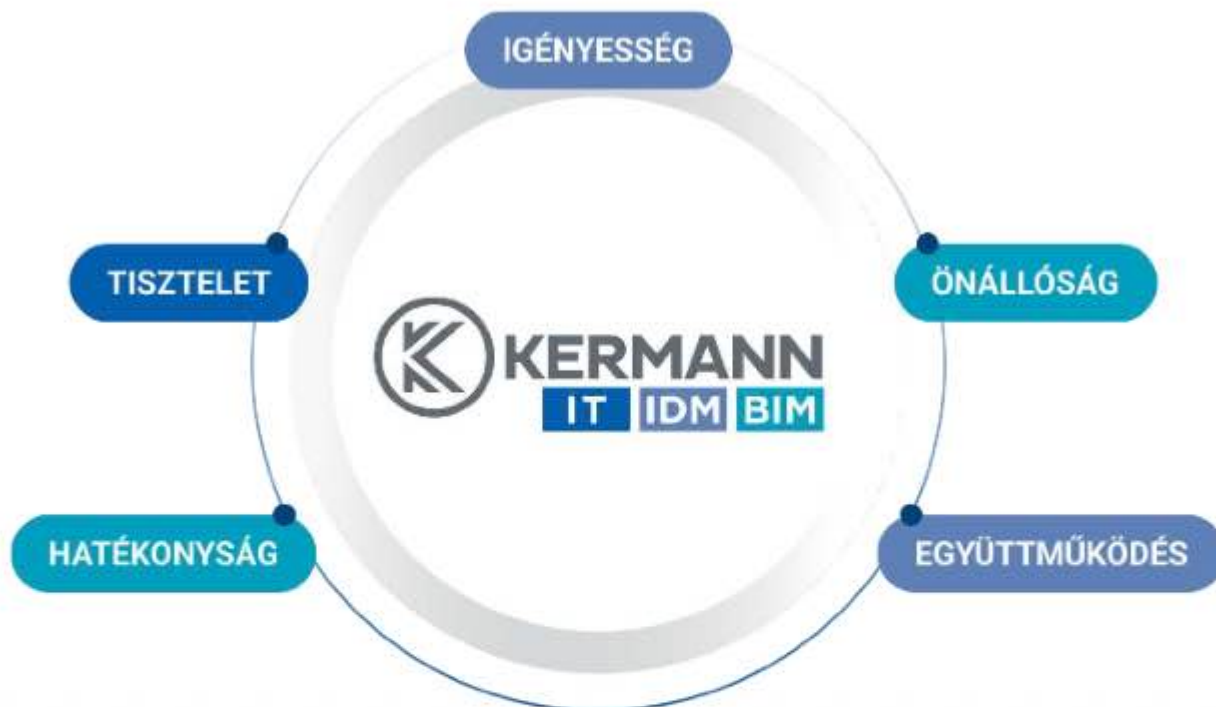 IGÉNYESSÉG
TISZTELET
ÖNÁLLÓSÁG
KERMANN
IT IDM BIM
HATÉKONYSÁG
EGYÜTTMŰKÖDÉS